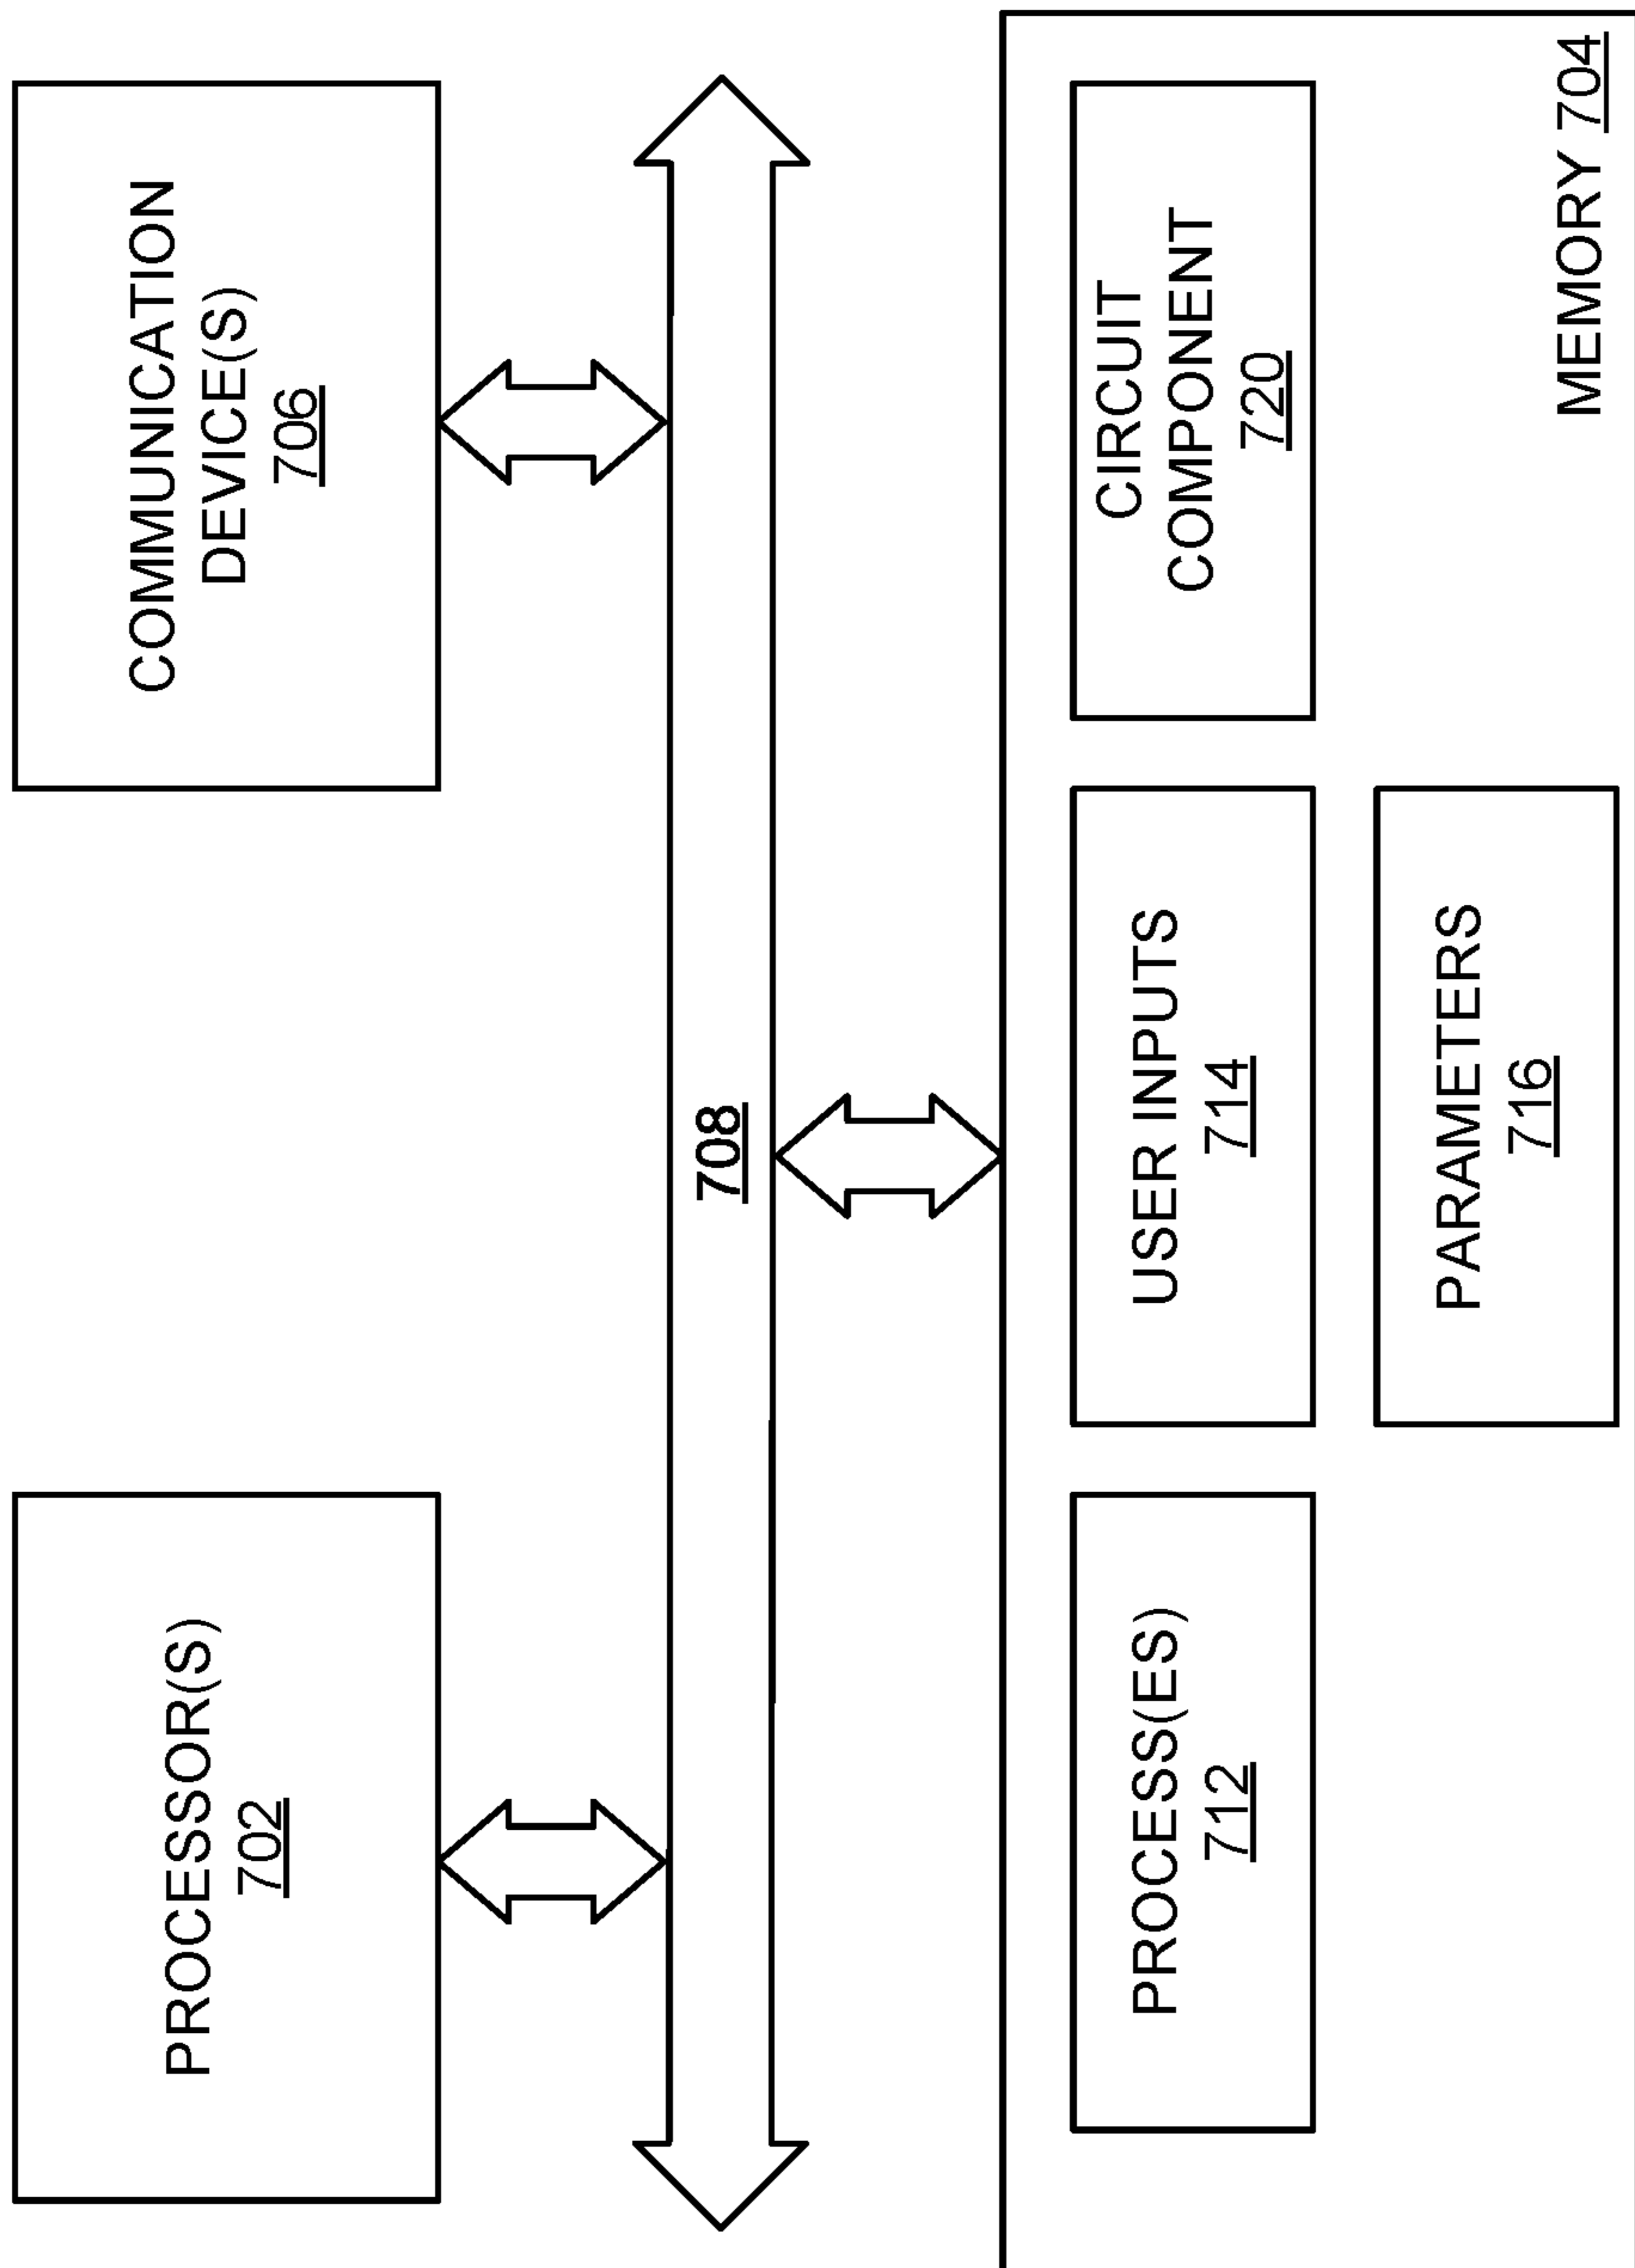 PROCESSOR(S)
702
COMMUNICATION
DEVICE(S)
706
708
PROCESS(ES)
712
USER INPUTS
714
CIRCUIT
COMPONENT
720
PARAMETERS
716
MEMORY 704